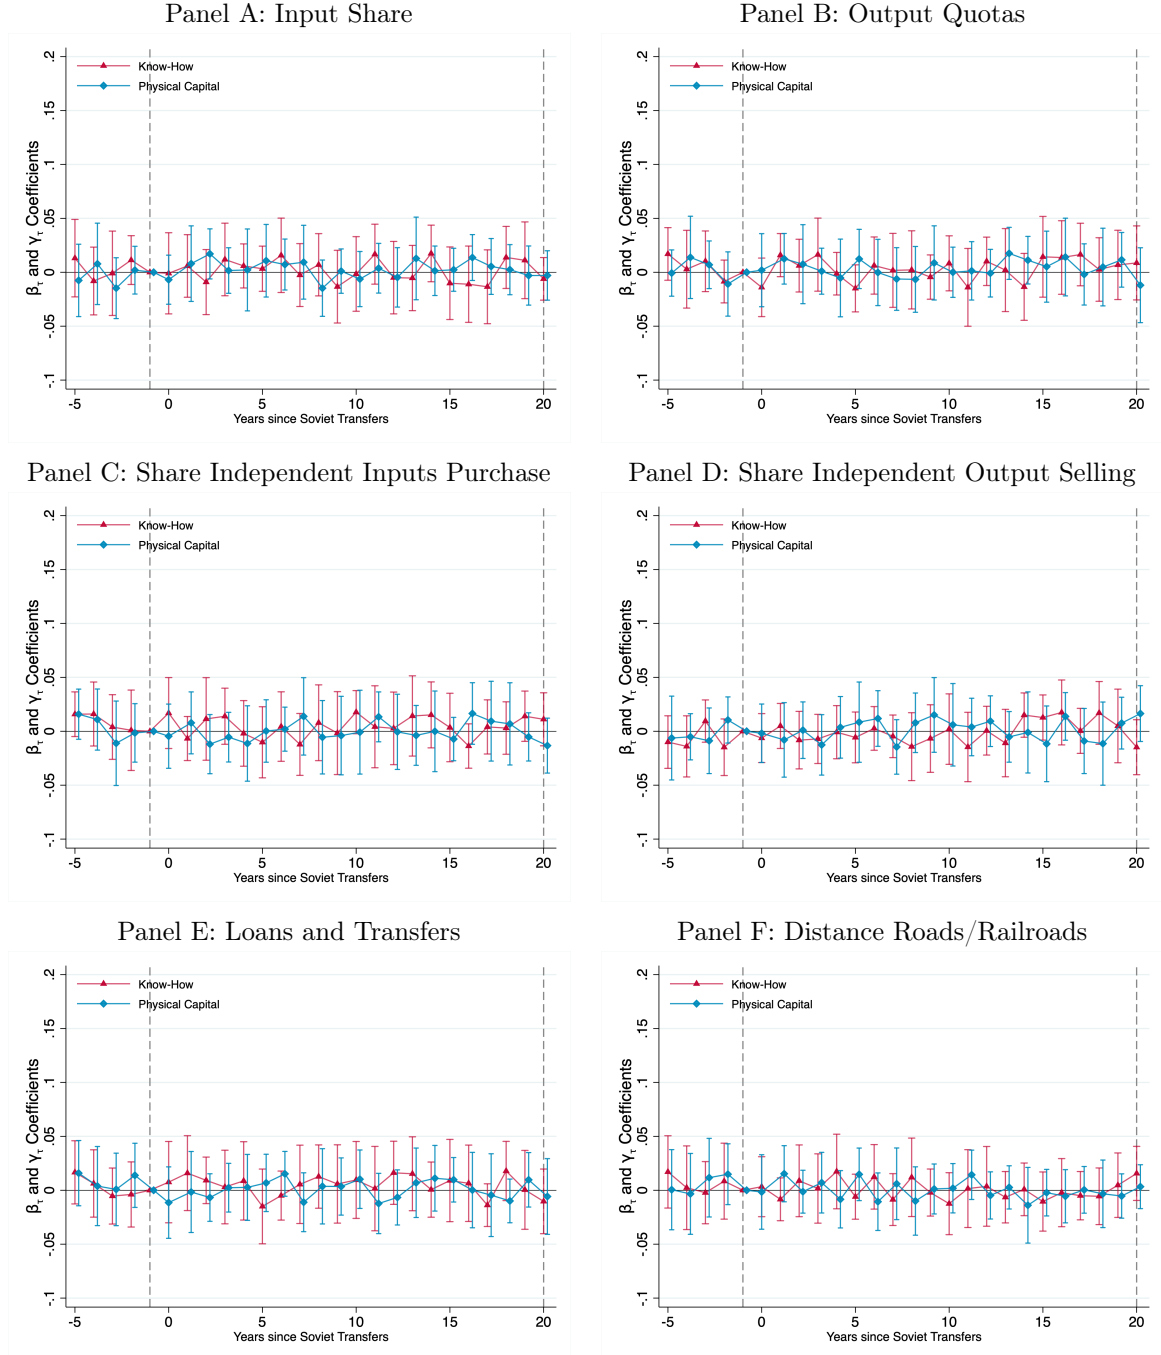 Panel A: Input Share
Know-How
Physical Capital
.2
.15
.1
.05
0
-.05
-.1
βτ and γτ Coefficients
-5 0 5 10 15 20
Years since Soviet Transfers
Panel B: Output Quotas
Know-How
Physical Capital
.2
.15
.1
.05
0
-.05
-.1
βτ and γτ Coefficients
-5 0 5 10 15 20
Years since Soviet Transfers
Panel C: Share Independent Inputs Purchase
Know-How
Physical Capital
.2
.15
.1
.05
0
-.05
-.1
βτ and γτ Coefficients
-5 0 5 10 15 20
Years since Soviet Transfers
Panel D: Share Independent Output Selling
Know-How
Physical Capital
.2
.15
.1
.05
0
-.05
-.1
βτ and γτ Coefficients
-5 0 5 10 15 20
Years since Soviet Transfers
Panel E: Loans and Transfers
Know-How
Physical Capital
.2
.15
.1
.05
0
-.05
-.1
βτ and γτ Coefficients
-5 0 5 10 15 20
Years since Soviet Transfers
Panel F: Distance Roads/Railroads
Know-How
Physical Capital
.2
.15
.1
.05
0
-.05
-.1
βτ and γτ Coefficients
-5 0 5 10 15 20
Years since Soviet Transfers